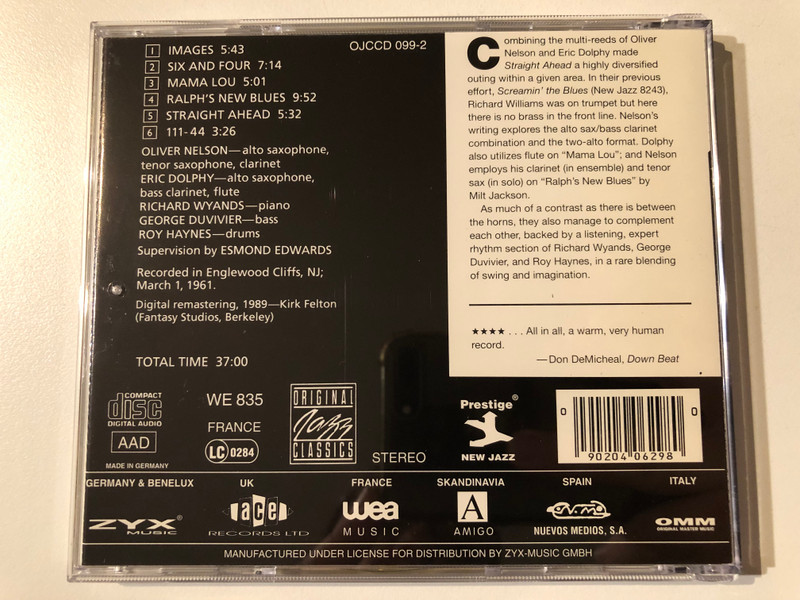 1 IMAGES 5:43
2 SIX AND FOUR 7:14
3 MAMA LOU 5:01
4 RALPH'S NEW BLUES 9:52
5 STRAIGHT AHEAD 5:32
6 111-44 3:26
OJCCD 099-2
OLIVER NELSON—alto saxophone,
tenor saxophone, clarinet
ERIC DOLPHY—alto saxophone,
bass clarinet, flute
RICHARD WYANDS—piano
GEORGE DUVIVIER—bass
ROY HAYNES—drums
Supervision by ESMOND EDWARDS
Recorded in Englewood Cliffs, NJ;
March 1, 1961.
Digital remastering, 1989—Kirk Felton
(Fantasy Studios, Berkeley)
TOTAL TIME 37:00
Combining the multi-reeds of Oliver
Nelson and Eric Dolphy made
Straight Ahead a highly diversified
outing within a given area. In their previous
effort, Screamin' the Blues (New Jazz 8243),
Richard Williams was on trumpet but here
there is no brass in the front line. Nelson's
writing explores the alto sax/bass clarinet
combination and the two-alto format. Dolphy
also utilizes flute on "Mama Lou"; and Nelson
employs his clarinet (in ensemble) and tenor
sax (in solo) on "Ralph's New Blues" by
Milt Jackson.
As much of a contrast as there is between
the horns, they also manage to complement
each other, backed by a listening, expert
rhythm section of Richard Wyands, George
Duvivier, and Roy Haynes, in a rare blending
of swing and imagination.
★★★★ . . . All in all, a warm, very human
record.
—Don DeMicheal, Down Beat
COMPACT
disc
DIGITAL AUDIO
AAD
MADE IN GERMANY
WE 835
FRANCE
LC 0284
ORIGINAL
Jazz
CLASSICS
STEREO
Prestige®
NEW JAZZ
0 90204 06298 0
GERMANY & BENELUX
UK
FRANCE
SKANDINAVIA
SPAIN
ITALY
ZYX®
MUSIC
ace
RECORDS LTD
wea
MUSIC
A
AMIGO
n.m.
NUEVOS MEDIOS, S.A.
OMM
ORIGINAL MASTER MUSIC
MANUFACTURED UNDER LICENSE FOR DISTRIBUTION BY ZYX-MUSIC GMBH